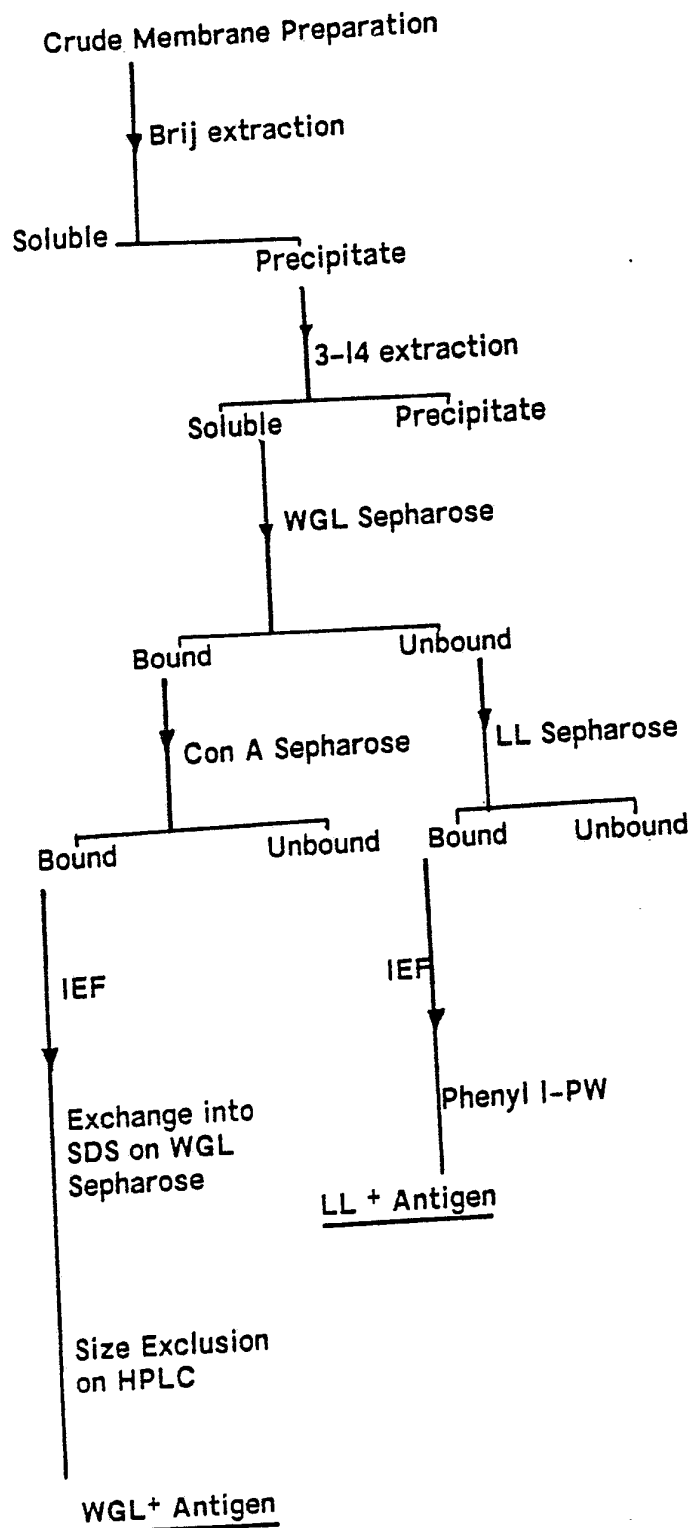 Crude Membrane Preparation
Brij extraction
Soluble
Precipitate
3-14 extraction
Soluble
Precipitate
WGL Sepharose
Bound
Unbound
Con A Sepharose
LL Sepharose
Bound
Unbound
Bound
Unbound
IEF
IEF
Exchange into
SDS on WGL
Sepharose
Phenyl I-PW
LL + Antigen
Size Exclusion
on HPLC
WGL+ Antigen